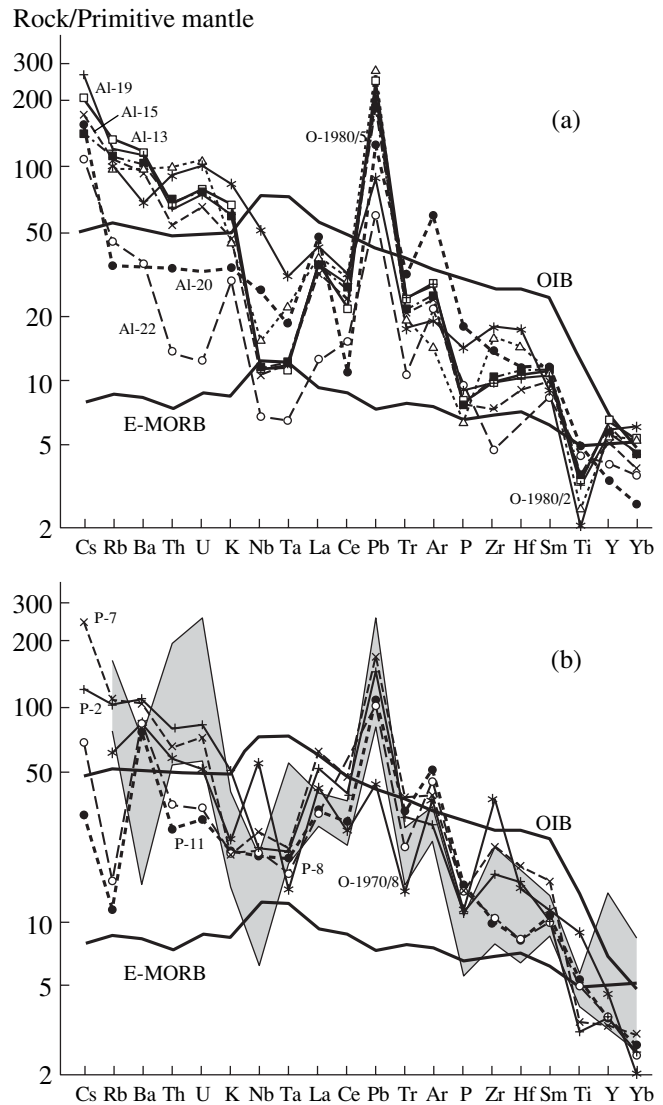 Rock/Primitive mantle
300
200
100
50
20
10
5
2
(a)
Al-19
Al-15
Al-13
O-1980/5
Al-20
Al-22
OIB
E-MORB
O-1980/2
Cs Rb Ba Th U K Nb Ta La Ce Pb Tr Ar P Zr Hf Sm Ti Y Yb
300
200
100
50
10
5
2
(b)
P-7
P-2
P-11
P-8
O-1970/8
OIB
E-MORB
Cs Rb Ba Th U K Nb Ta La Ce Pb Tr Ar P Zr Hf Sm Ti Y Yb